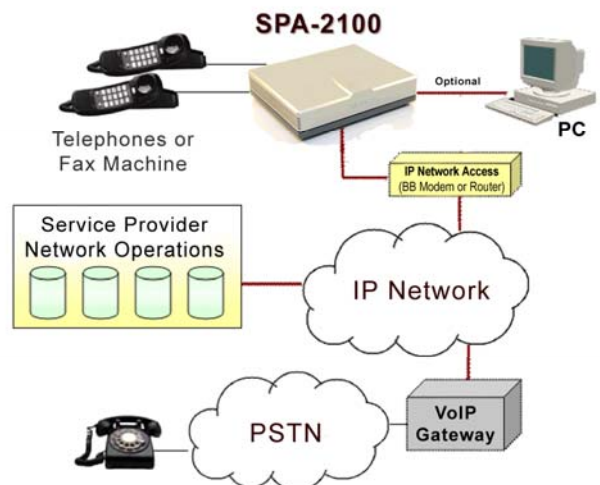 SPA-2100
Optional
PC
Telephones or
Fax Machine
IP Network Access
(BB Modem or Router)
Service Provider
Network Operations
IP Network
VoIP
Gateway
PSTN